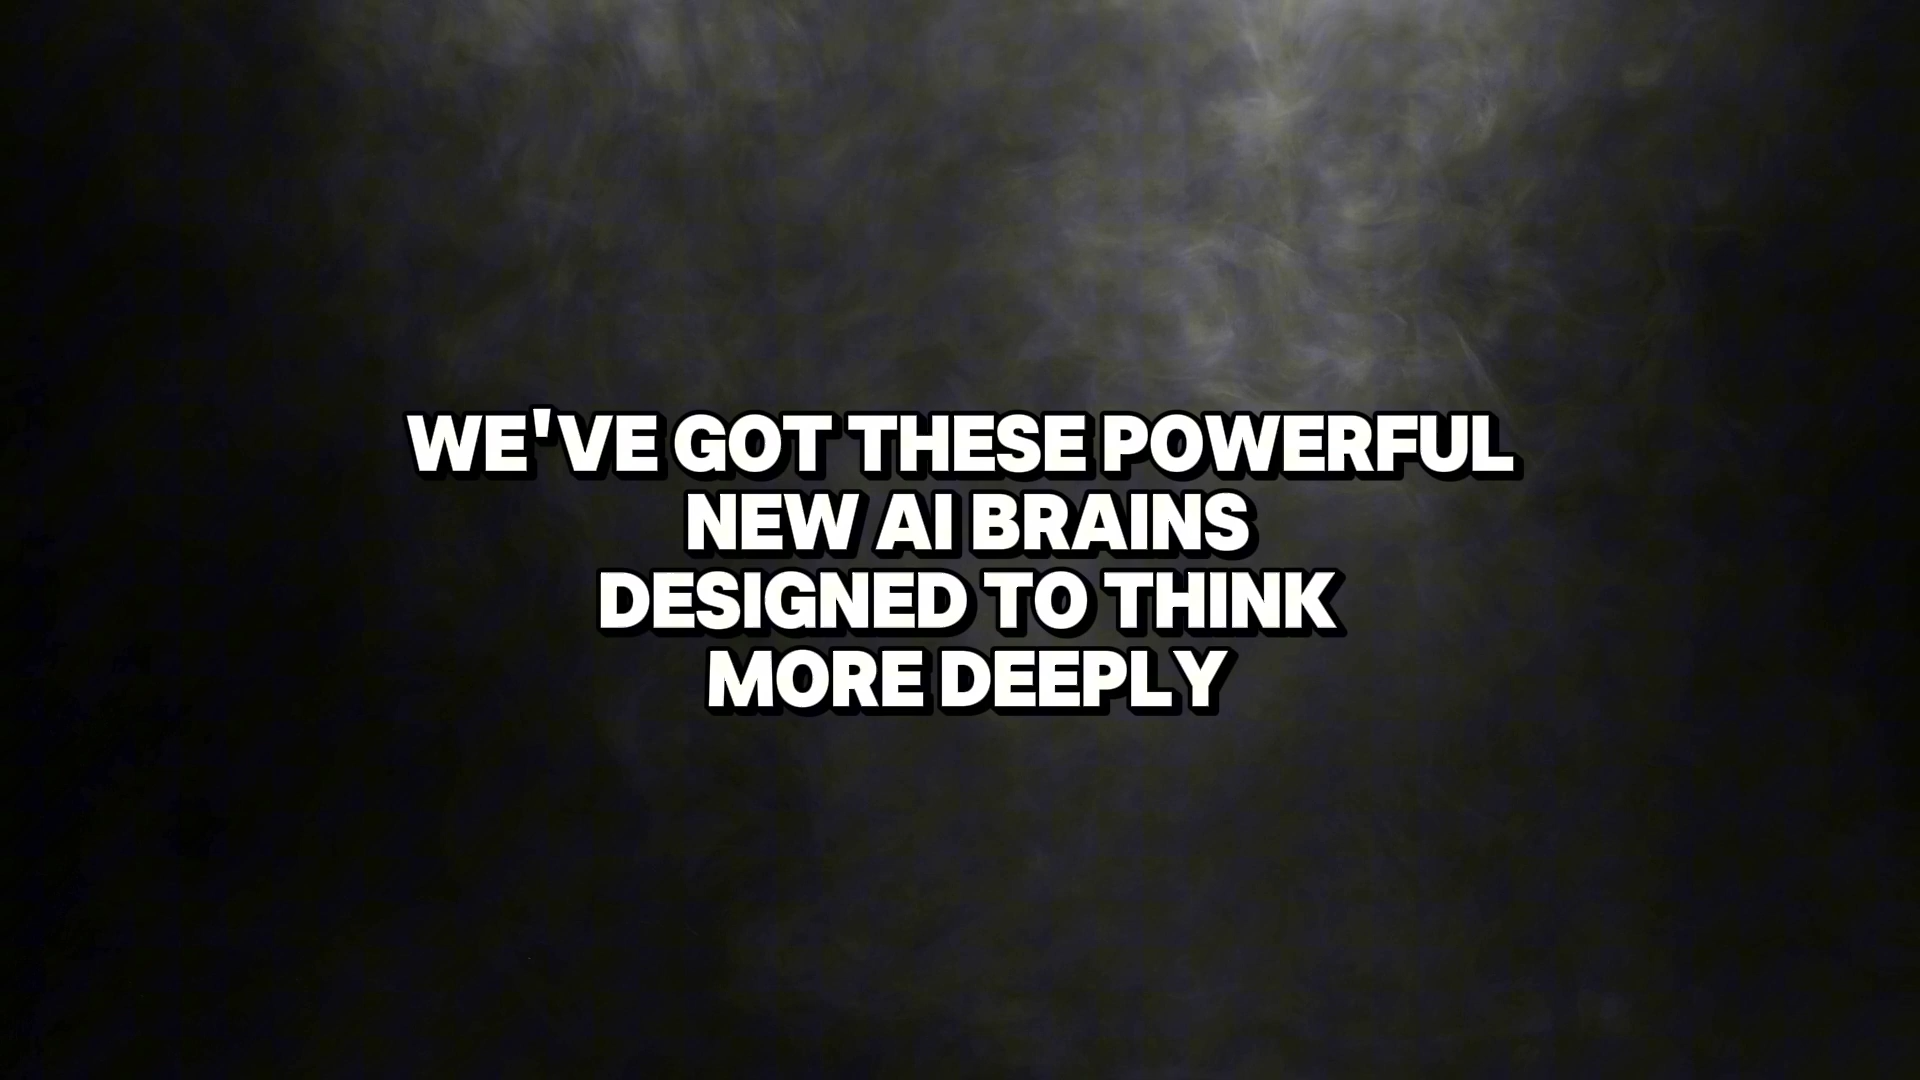 WE'VE GOT THESE POWERFUL
NEW AI BRAINS
DESIGNED TO THINK
MORE DEEPLY